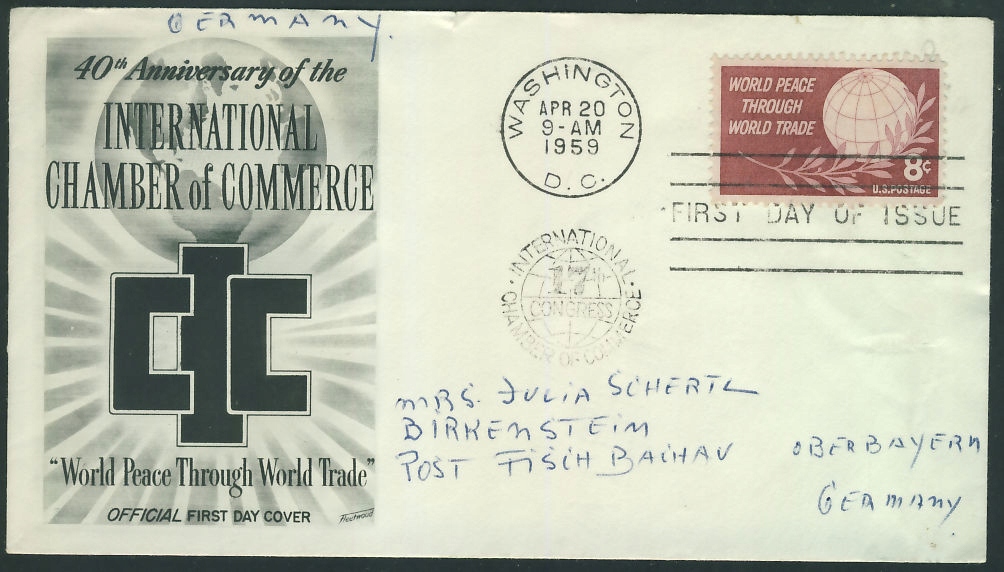 GERMANY.
40th Anniversary of the
INTERNATIONAL
CHAMBER of COMMERCE
"World Peace Through World Trade"
OFFICIAL FIRST DAY COVER
Fleetwood
WASHINGTON
APR 20
9-AM
1959
D.C.
WORLD PEACE
THROUGH
WORLD TRADE
8¢
U.S. POSTAGE
FIRST DAY OF ISSUE
INTERNATIONAL
17th
CONGRESS
CHAMBER OF COMMERCE
MRS. JULIA SCHERTL
BIRKENSTEIN
POST FISCHBACHAU OBERBAYERN
GERMANY